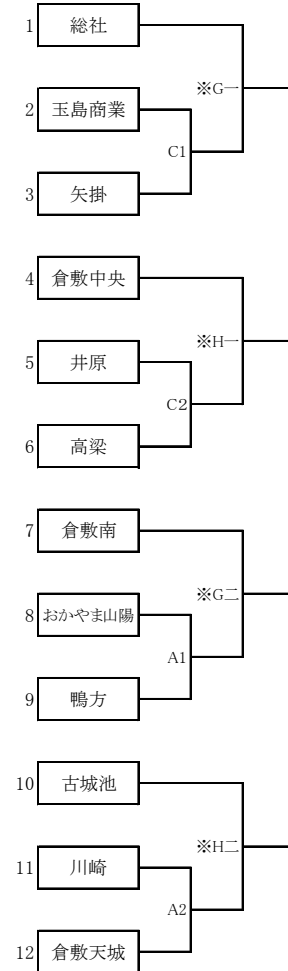 1 総社
※G一
2 玉島商業
C1
3 矢掛
4 倉敷中央
※H一
5 井原
C2
6 高梁
7 倉敷南
※G二
8 おかやま山陽
A1
9 鴨方
10 古城池
※H二
11 川崎
A2
12 倉敷天城